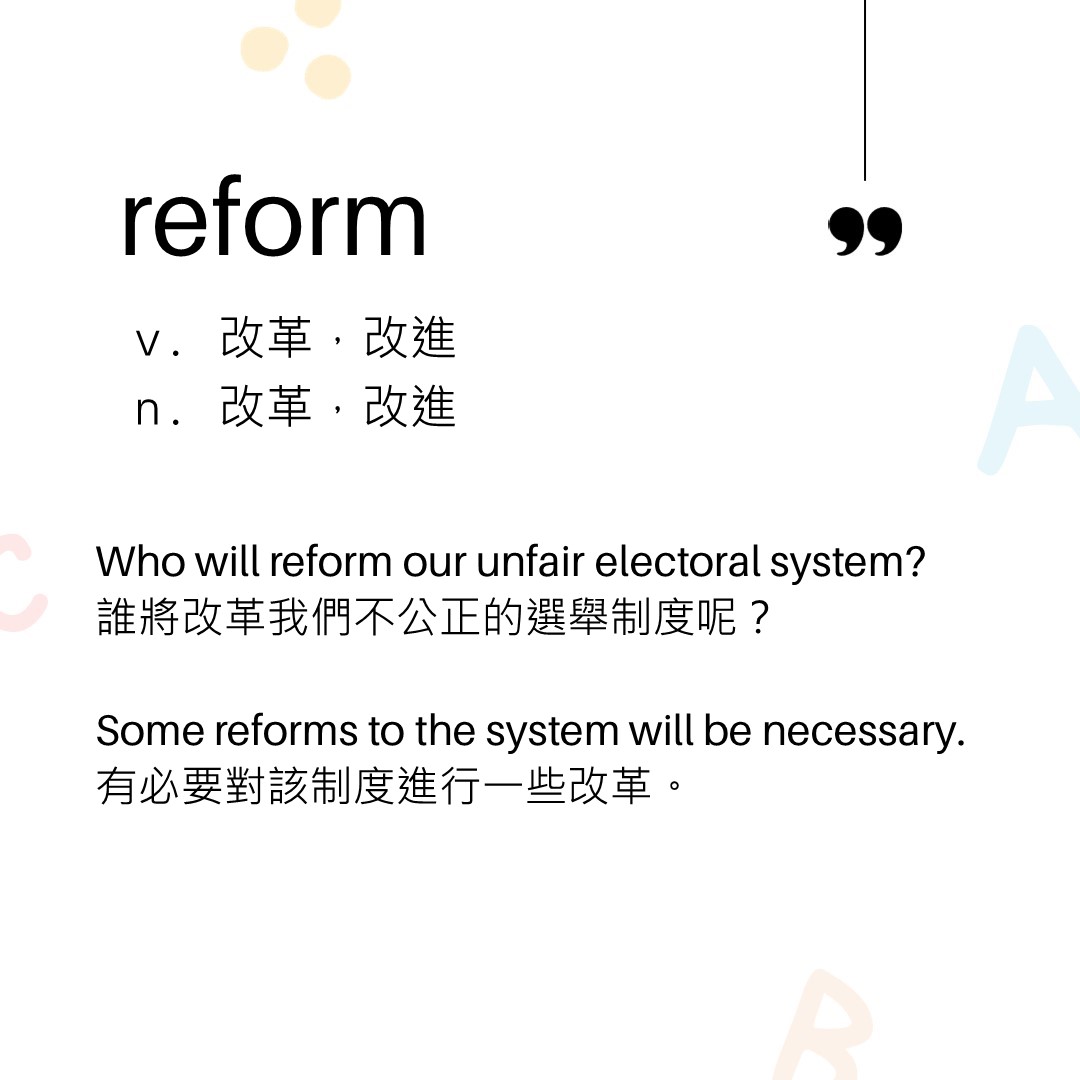 reform
”
v. 改革，改進
n. 改革，改進
Who will reform our unfair electoral system?
誰將改革我們不公正的選舉制度呢？
Some reforms to the system will be necessary.
有必要對該制度進行一些改革。
A
C
B